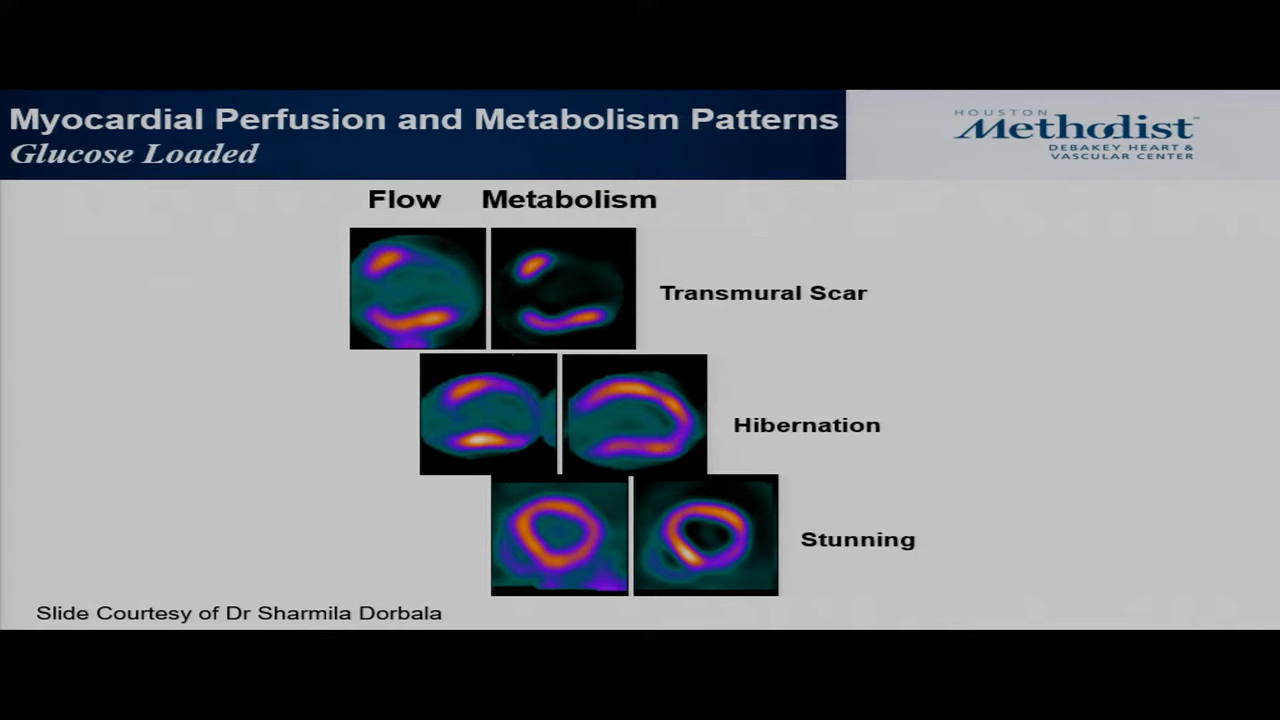 Myocardial Perfusion and Metabolism Patterns
Glucose Loaded
HOUSTON
Methodist
DEBAKEY HEART &
VASCULAR CENTER
Flow Metabolism
Transmural Scar
Hibernation
Stunning
Slide Courtesy of Dr Sharmila Dorbala